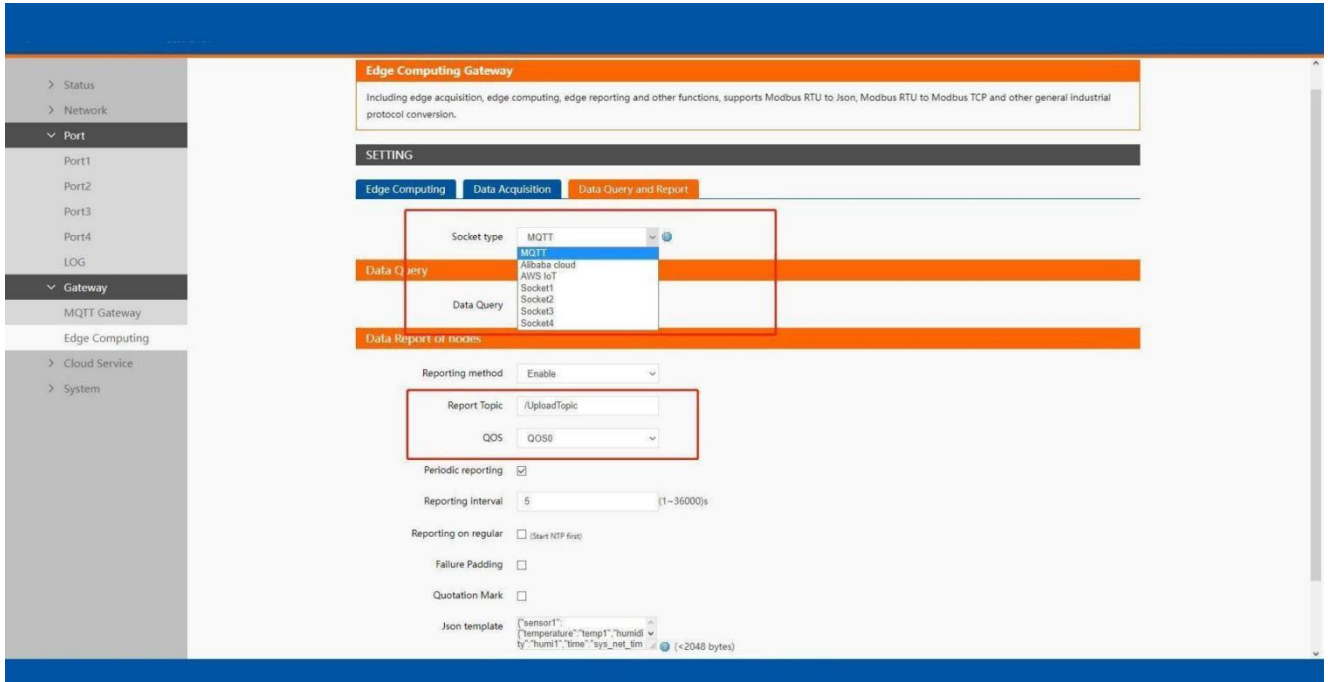 Edge Computing Gateway
Including edge acquisition, edge computing, edge reporting and other functions, supports Modbus RTU to Json, Modbus RTU to Modbus TCP and other general industrial
protocol conversion.
> Status
> Network
Port
Port1
Port2
Port3
Port4
LOG
Gateway
MQTT Gateway
Edge Computing
> Cloud Service
> System
SETTING
Edge Computing Data Acquisition Data Query and Report
Socket type MQTT
MQTT
Alibaba cloud
AWS IoT
Socket1
Socket2
Socket3
Socket4
Data Query
Data Query
Data Report of nodes
Reporting method Enable
Report Topic /UploadTopic
QOS QOS0
Periodic reporting
Reporting interval 5 (1~36000)s
Reporting on regular (Start NTP first)
Failure Padding
Quotation Mark
Json template {"sensor1":
{"temperature":"temp1","humidi
ty":"humi1","time":"sys_net_tim
(<2048 bytes)